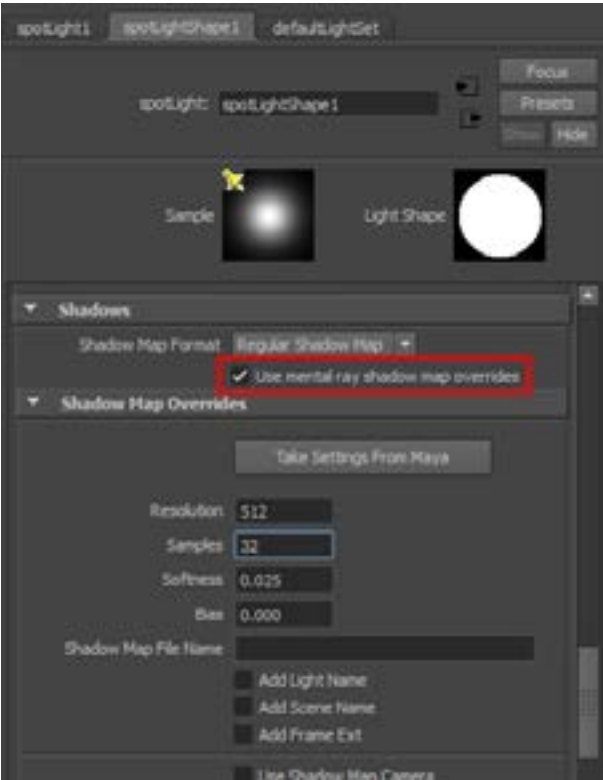 spotLight1 spotLightShape1 defaultLightSet
Focus
spotLight: spotLightShape1
Presets
Show Hide
Sample Light Shape
Shadows
Shadow Map Format Regular Shadow Map
Use mental ray shadow map overrides
Shadow Map Overrides
Take Settings From Maya
Resolution 512
Samples 32
Softness 0.025
Bias 0.000
Shadow Map File Name
Add Light Name
Add Scene Name
Add Frame Ext
Use Shadow Map Camera